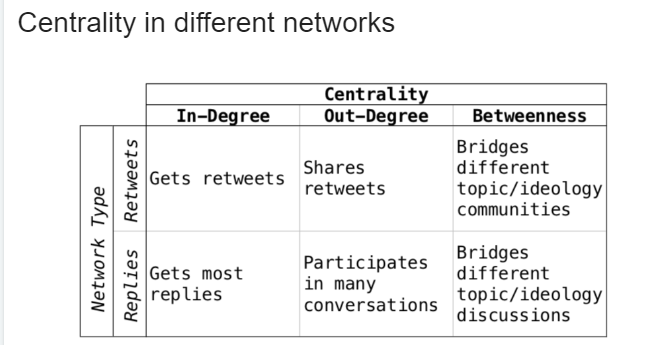 Centrality in different networks
Centrality
In-Degree
Out-Degree
Betweenness
Network Type
Retweets
Gets retweets
Shares
retweets
Bridges
different
topic/ideology
communities
Replies
Gets most
replies
Participates
in many
conversations
Bridges
different
topic/ideology
discussions